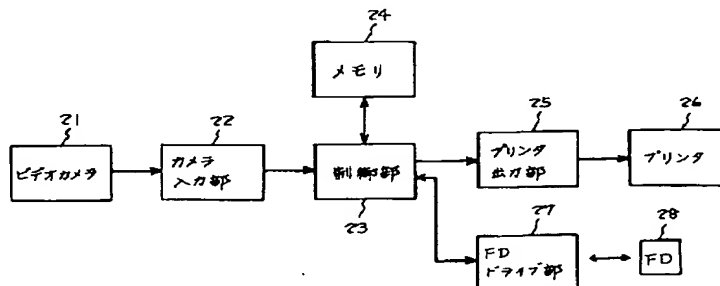 24
メモリ
21
ビデオカメラ
22
カメラ
入力部
制御部
23
25
プリンタ
出力部
26
プリンタ
27
FD
ドライブ部
28
FD